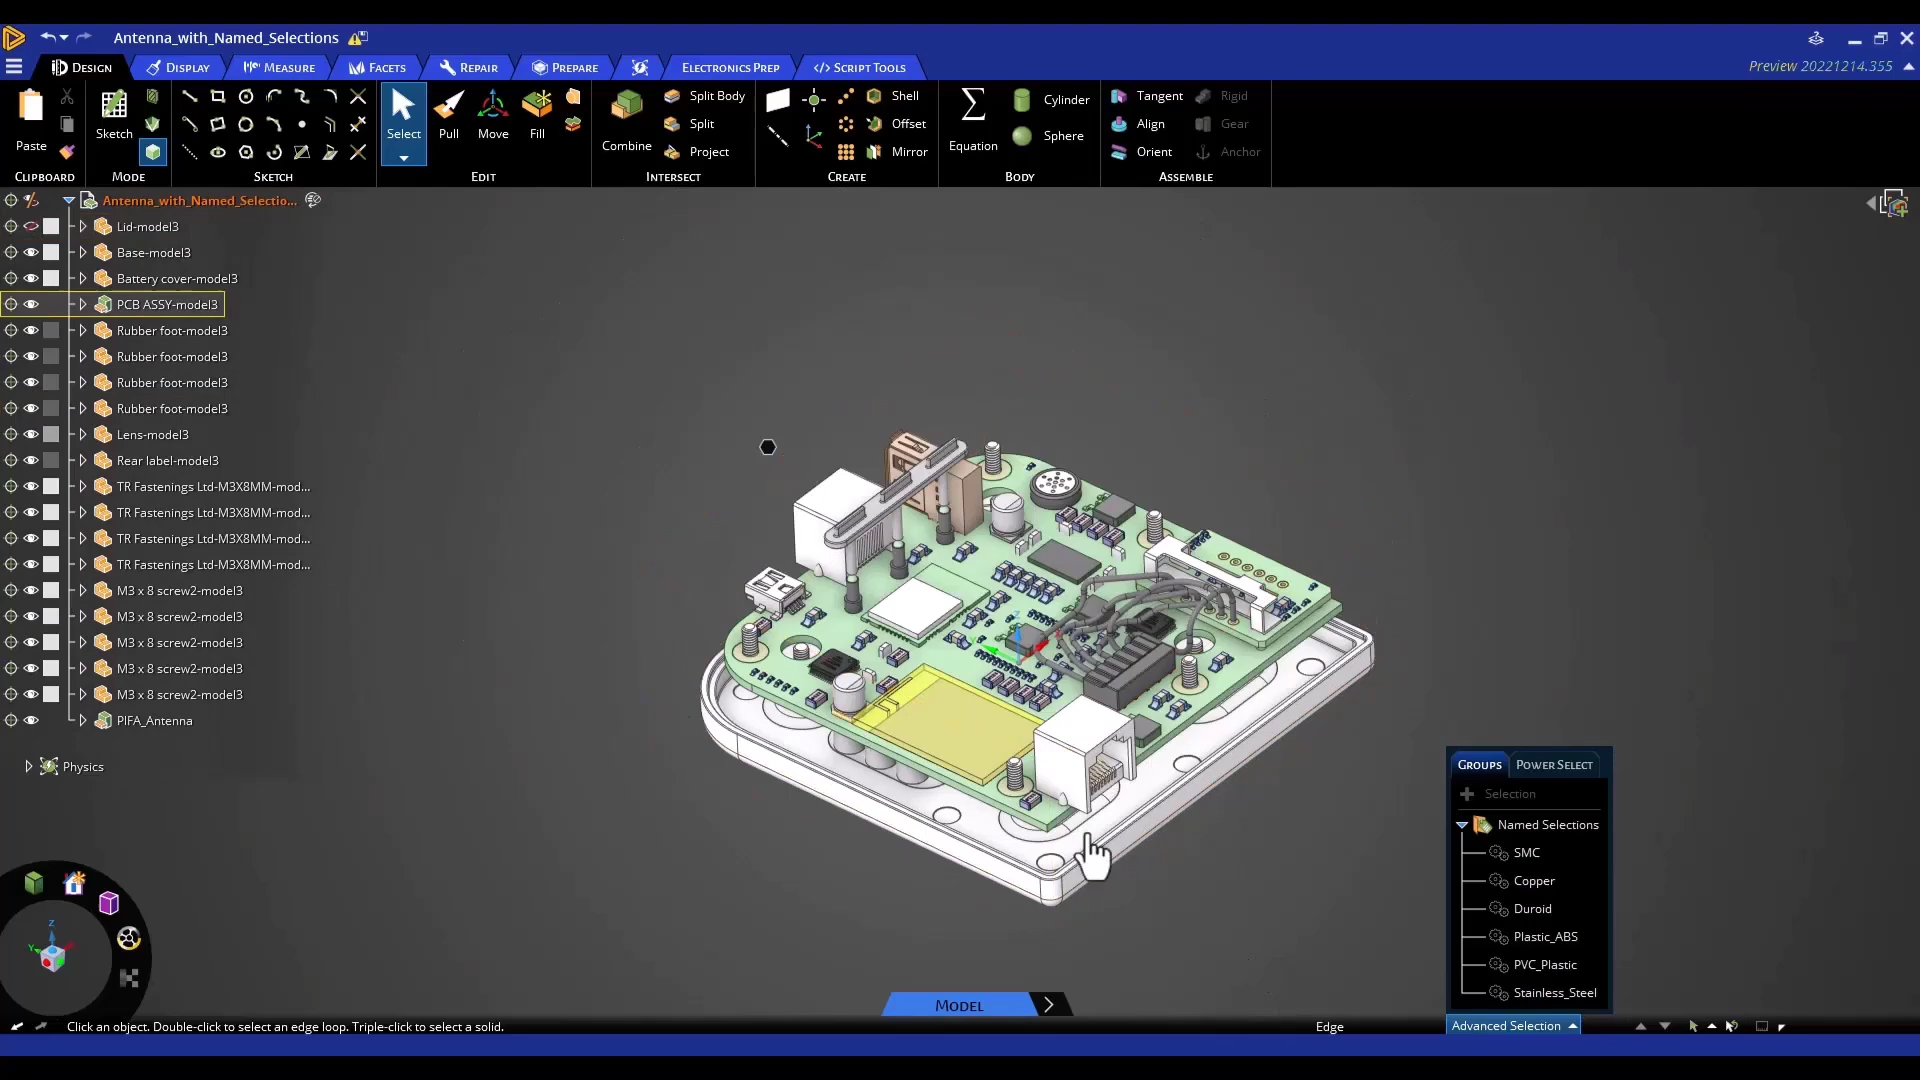 Antenna_with_Named_Selections
Design
Display
Measure
Facets
Repair
Prepare
Electronics Prep
Script Tools
Preview 20221214.355
Paste
Clipboard
Sketch
Mode
Sketch
Select
Pull
Move
Fill
Edit
Combine
Split Body
Split
Project
Intersect
Shell
Offset
Mirror
Create
Equation
Cylinder
Sphere
Body
Tangent
Align
Orient
Rigid
Gear
Anchor
Assemble
Antenna_with_Named_Selectio...
Lid-model3
Base-model3
Battery cover-model3
PCB ASSY-model3
Rubber foot-model3
Rubber foot-model3
Rubber foot-model3
Rubber foot-model3
Lens-model3
Rear label-model3
TR Fastenings Ltd-M3X8MM-mod...
TR Fastenings Ltd-M3X8MM-mod...
TR Fastenings Ltd-M3X8MM-mod...
TR Fastenings Ltd-M3X8MM-mod...
M3 x 8 screw2-model3
M3 x 8 screw2-model3
M3 x 8 screw2-model3
M3 x 8 screw2-model3
M3 x 8 screw2-model3
PIFA_Antenna
Physics
Groups
Power Select
Selection
Named Selections
SMC
Copper
Duroid
Plastic_ABS
PVC_Plastic
Stainless_Steel
Z
Y
Model
Click an object. Double-click to select an edge loop. Triple-click to select a solid.
Edge
Advanced Selection